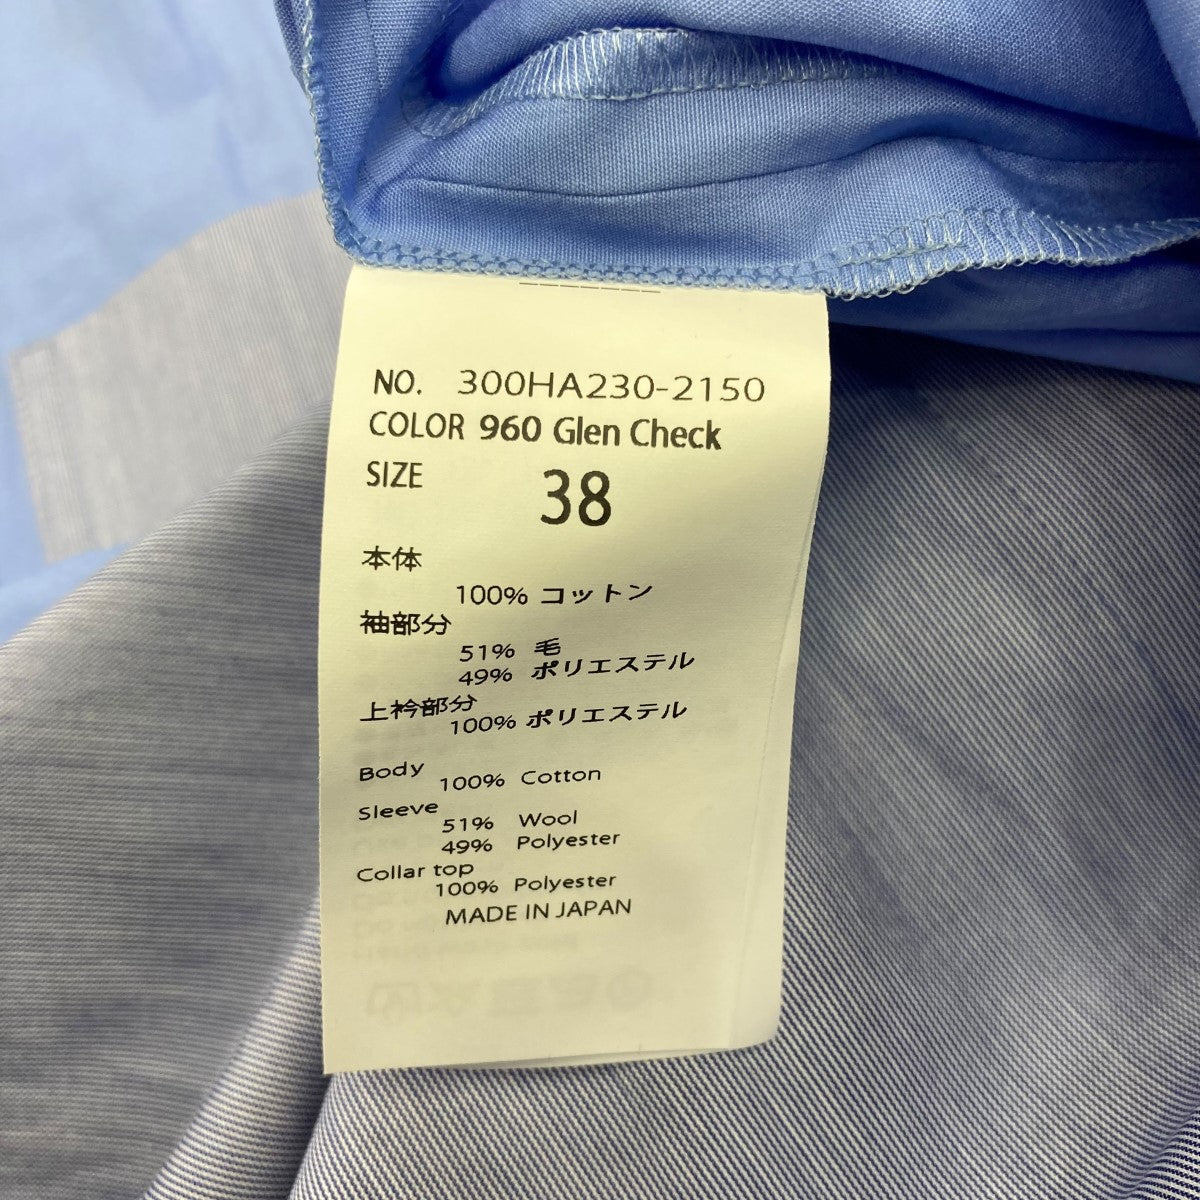 NO. 300HA230-2150
COLOR 960 Glen Check
SIZE 38
本体
100% コットン
袖部分
51% 毛
49% ポリエステル
上衿部分
100% ポリエステル
Body
100% Cotton
Sleeve
51% Wool
49% Polyester
Collar top
100% Polyester
MADE IN JAPAN